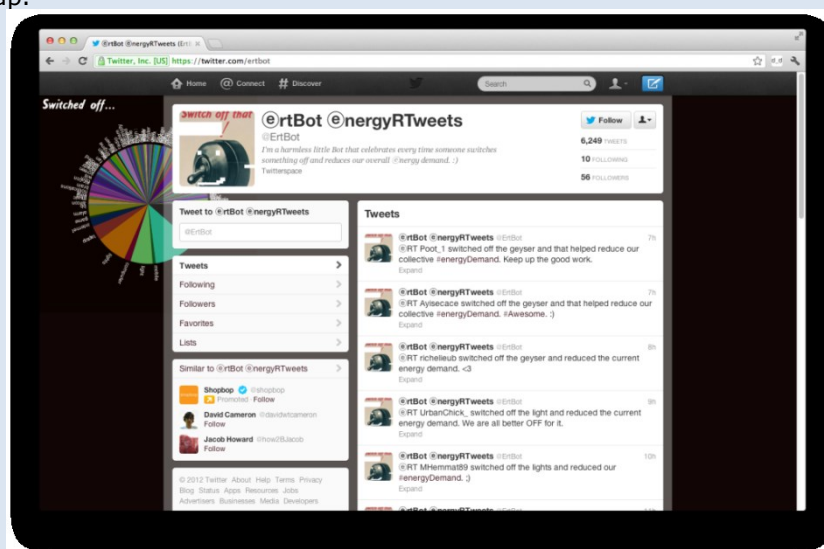 ⓔrtBot ⓔnergyRTweets (Ert
Twitter, Inc. [US] https://twitter.com/ertbot
Home @ Connect # Discover
Search
Switched off...
Switch off that
!
ⓔrtBot ⓔnergyRTweets
@ErtBot
I'm a harmless little Bot that celebrates every time someone switches
something off and reduces our overall ⓔnergy demand. :)
Twitterspace
Follow
6,249 TWEETS
10 FOLLOWING
56 FOLLOWERS
Tweet to ⓔrtBot ⓔnergyRTweets
@ErtBot
Tweets
Following
Followers
Favorites
Lists
Similar to ⓔrtBot ⓔnergyRTweets
Shopbop @shopbop
Promoted · Follow
David Cameron @davidwtcameron
Follow
Jacob Howard @how2BJacob
Follow
© 2012 Twitter About Help Terms Privacy
Blog Status Apps Resources Jobs
Advertisers Businesses Media Developers
Tweets
ⓔrtBot ⓔnergyRTweets @ErtBot 7h
ⓔRT Poot_1 switched off the geyser and that helped reduce our
collective #energyDemand. Keep up the good work.
Expand
ⓔrtBot ⓔnergyRTweets @ErtBot 7h
ⓔRT Ayisecace switched off the geyser and that helped reduce our
collective #energyDemand. #Awesome. :)
Expand
ⓔrtBot ⓔnergyRTweets @ErtBot 8h
ⓔRT richelieub switched off the geyser and reduced the current
energy demand. <3
Expand
ⓔrtBot ⓔnergyRTweets @ErtBot 9h
ⓔRT UrbanChick_ switched off the light and reduced the current
energy demand. We are all better OFF for it.
Expand
ⓔrtBot ⓔnergyRTweets @ErtBot 10h
ⓔRT MHemmat89 switched off the lights and reduced our
#energyDemand. ;)
Expand